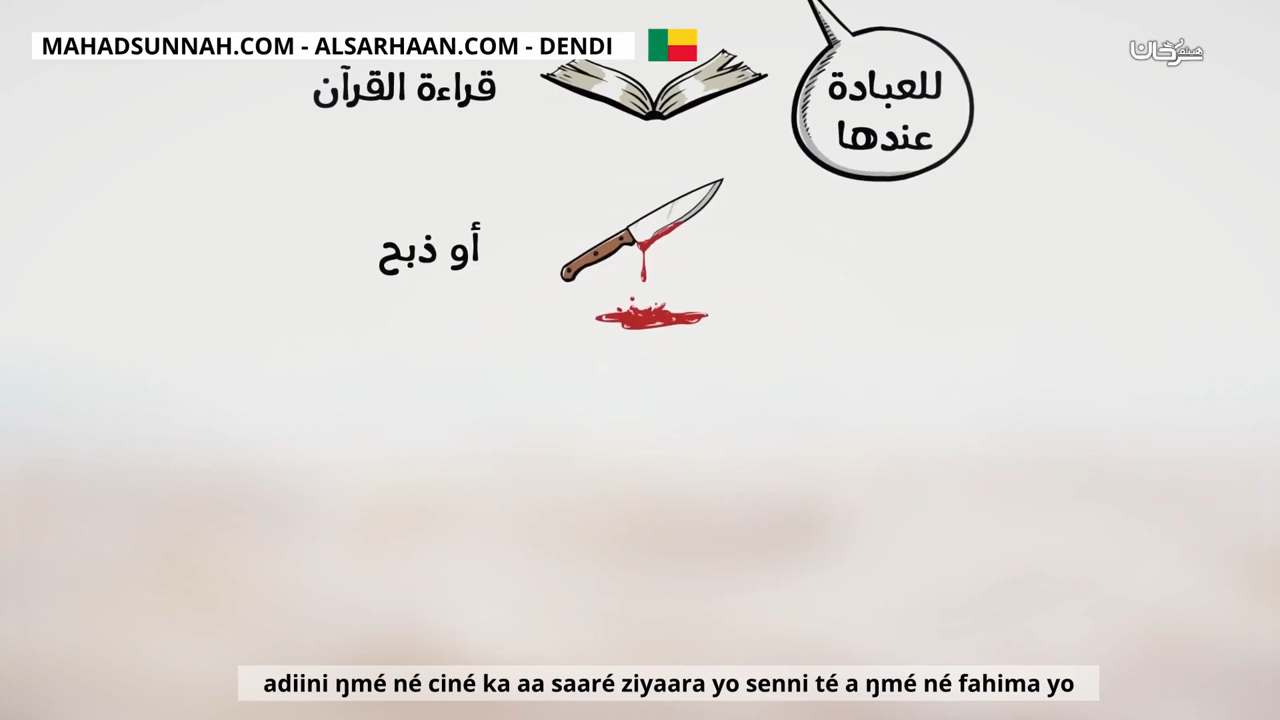 MAHADSUNNAH.COM - ALSARHAAN.COM - DENDI
قراءة القرآن
للعبادة
عندها
أو ذبح
adiini ŋmé né ciné ka aa saaré ziyaara yo senni té a ŋmé né fahima yo